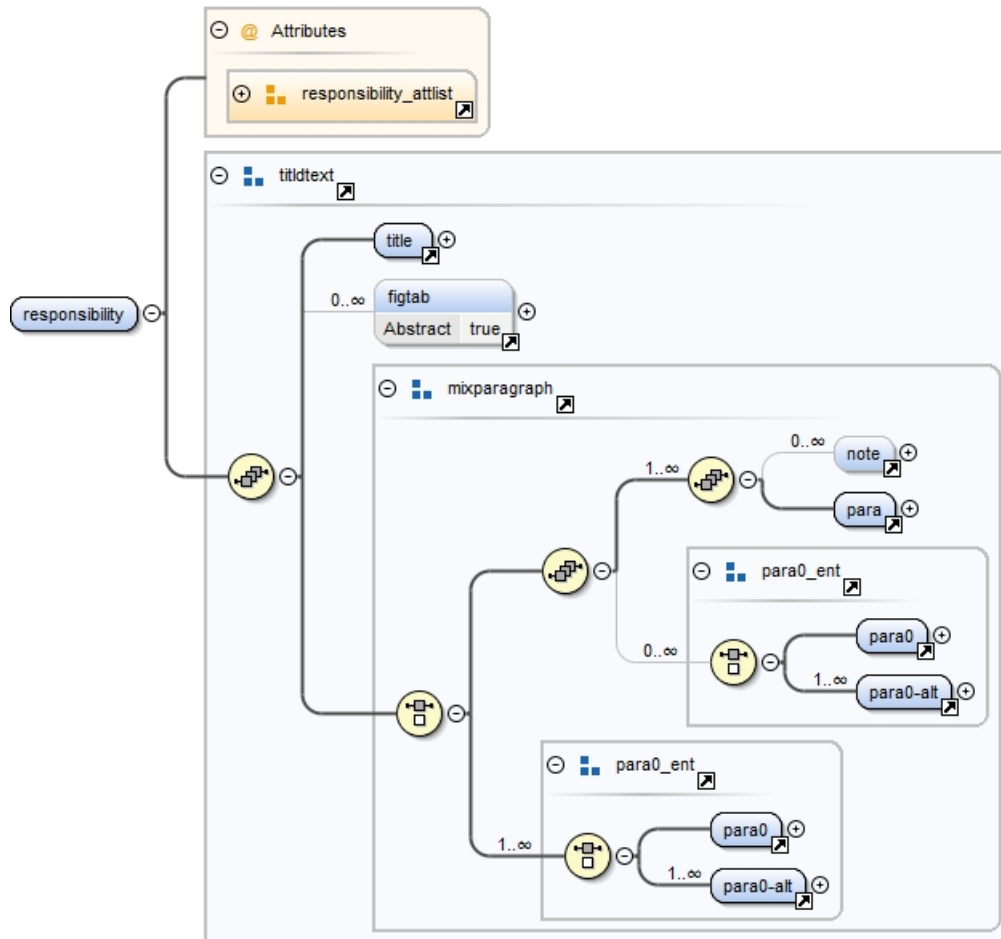 @ Attributes
responsibility_attlist
titldtext
title
0..∞
figtab
Abstract true
responsibility
mixparagraph
0..∞
note
1..∞
para
para0_ent
para0
0..∞
1..∞
para0-alt
para0_ent
para0
1..∞
1..∞
para0-alt